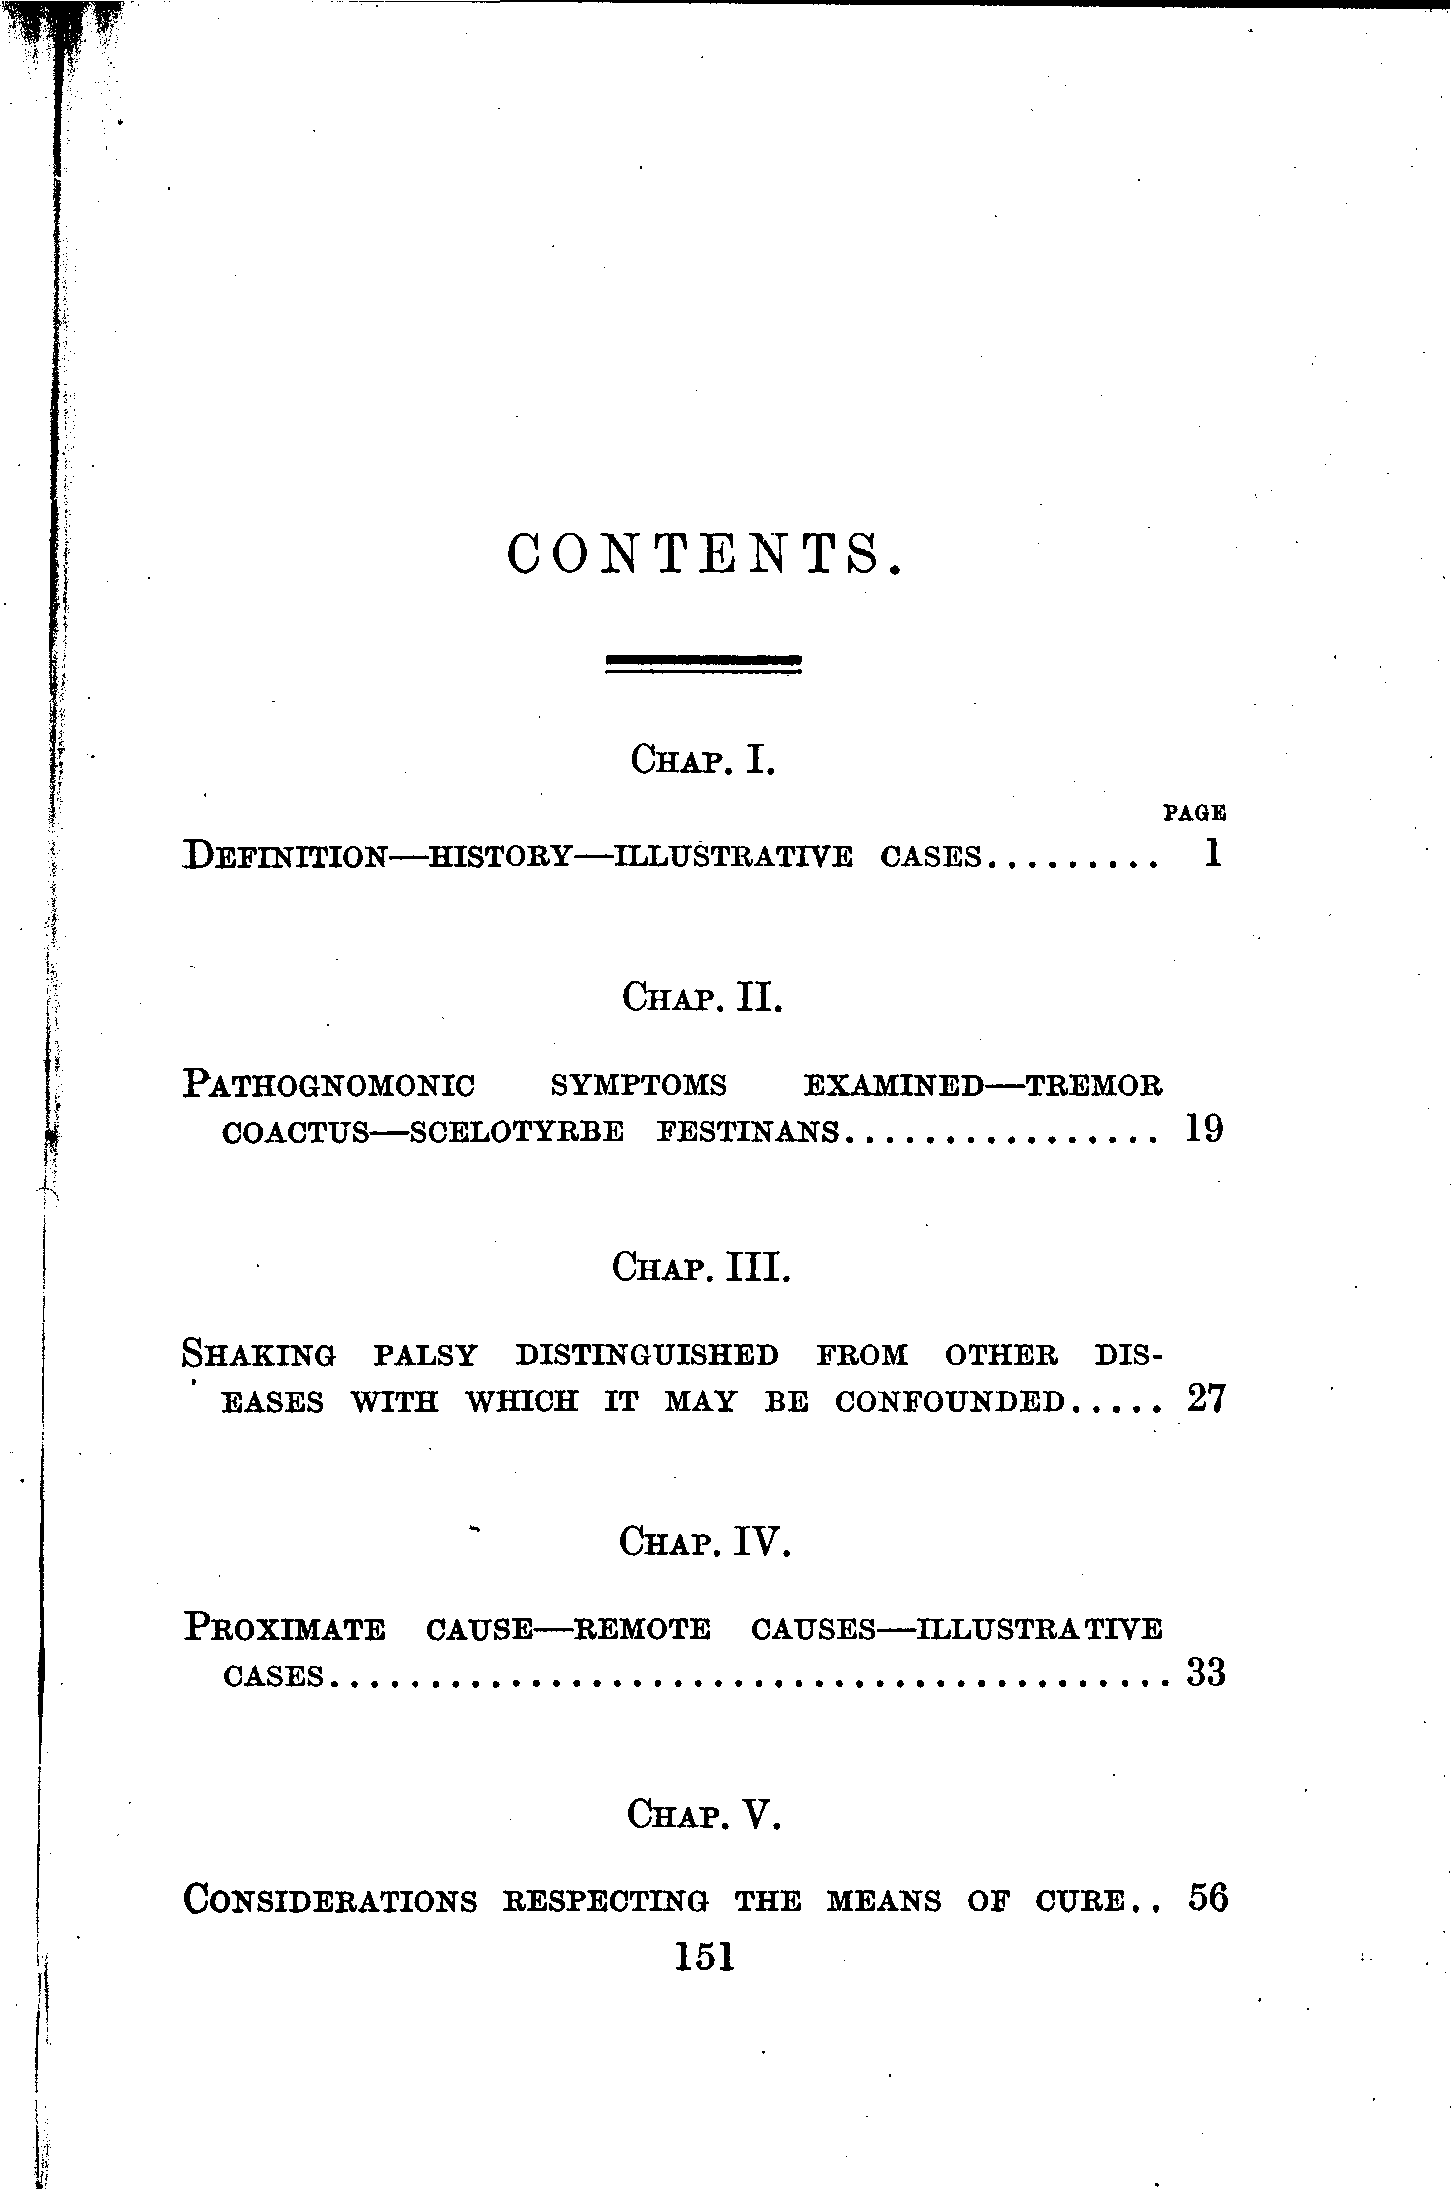 CONTENTS.
CHAP. I.
PAGE
DEFINITION—HISTORY—ILLUSTRATIVE CASES......... 1
CHAP. II.
PATHOGNOMONIC SYMPTOMS EXAMINED—TREMOR
COACTUS—SCELOTYRBE FESTINANS................ 19
CHAP. III.
SHAKING PALSY DISTINGUISHED FROM OTHER DIS-
EASES WITH WHICH IT MAY BE CONFOUNDED..... 27
CHAP. IV.
PROXIMATE CAUSE—REMOTE CAUSES—ILLUSTRATIVE
CASES.......................................... 33
CHAP. V.
CONSIDERATIONS RESPECTING THE MEANS OF CURE.. 56
151